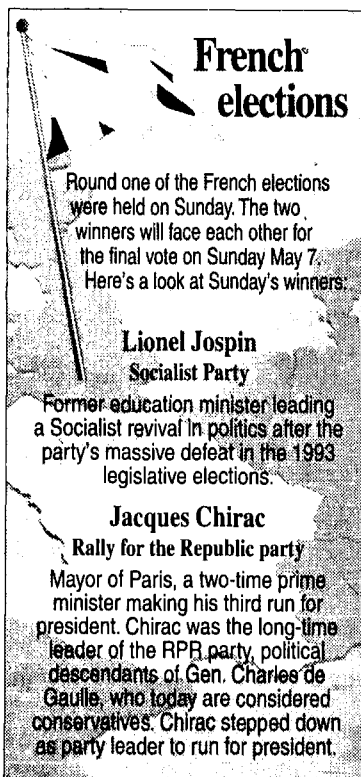 French
elections
Round one of the French elections
were held on Sunday. The two
winners will face each other for
the final vote on Sunday May 7.
Here's a look at Sunday's winners:
Lionel Jospin
Socialist Party
Former education minister leading
a Socialist revival in politics after the
party's massive defeat in the 1993
legislative elections.
Jacques Chirac
Rally for the Republic party
Mayor of Paris, a two-time prime
minister making his third run for
president. Chirac was the long-time
leader of the RPR party, political
descendants of Gen. Charles de
Gaulle, who today are considered
conservatives. Chirac stepped down
as party leader to run for president.